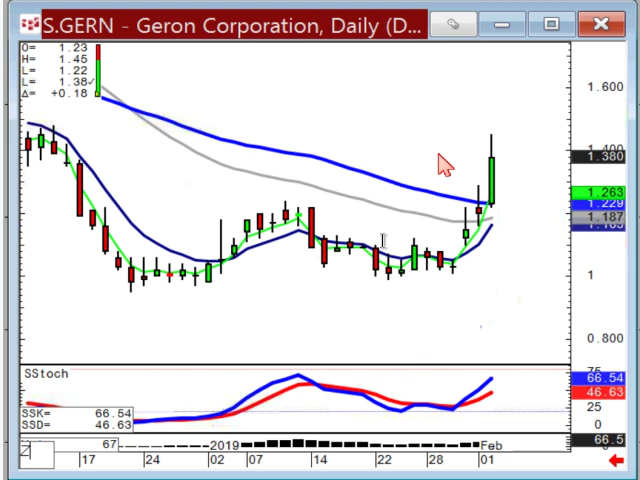 S.GERN - Geron Corporation, Daily (D...
O= 1.23
H= 1.45
L= 1.22
L= 1.38✓
Δ= +0.18
1.600
1.400
1.380
1.263
1.229
1.187
1
0.800
SStoch
75
66.54
46.63
25
0
SSK= 66.54
SSD= 46.63
67
66.5
17
24
2019
02
07
14
22
28
Feb
01